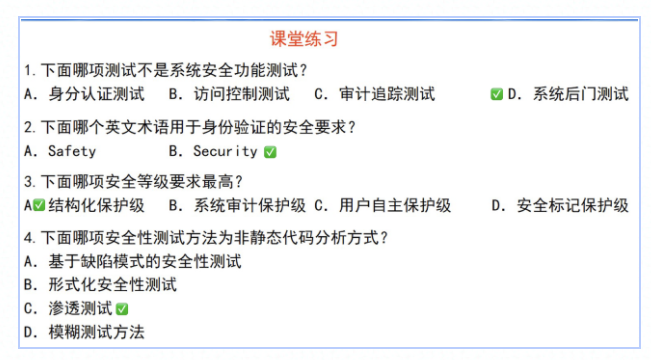 课堂练习
1. 下面哪项测试不是系统安全功能测试?
A. 身分认证测试 B. 访问控制测试 C. 审计追踪测试 ✅ D. 系统后门测试
2. 下面哪个英文术语用于身份验证的安全要求?
A. Safety B. Security ✅
3. 下面哪项安全等级要求最高?
A✅结构化保护级 B. 系统审计保护级 C. 用户自主保护级 D. 安全标记保护级
4. 下面哪项安全性测试方法为非静态代码分析方式?
A. 基于缺陷模式的安全性测试
B. 形式化安全性测试
C. 渗透测试✅
D. 模糊测试方法